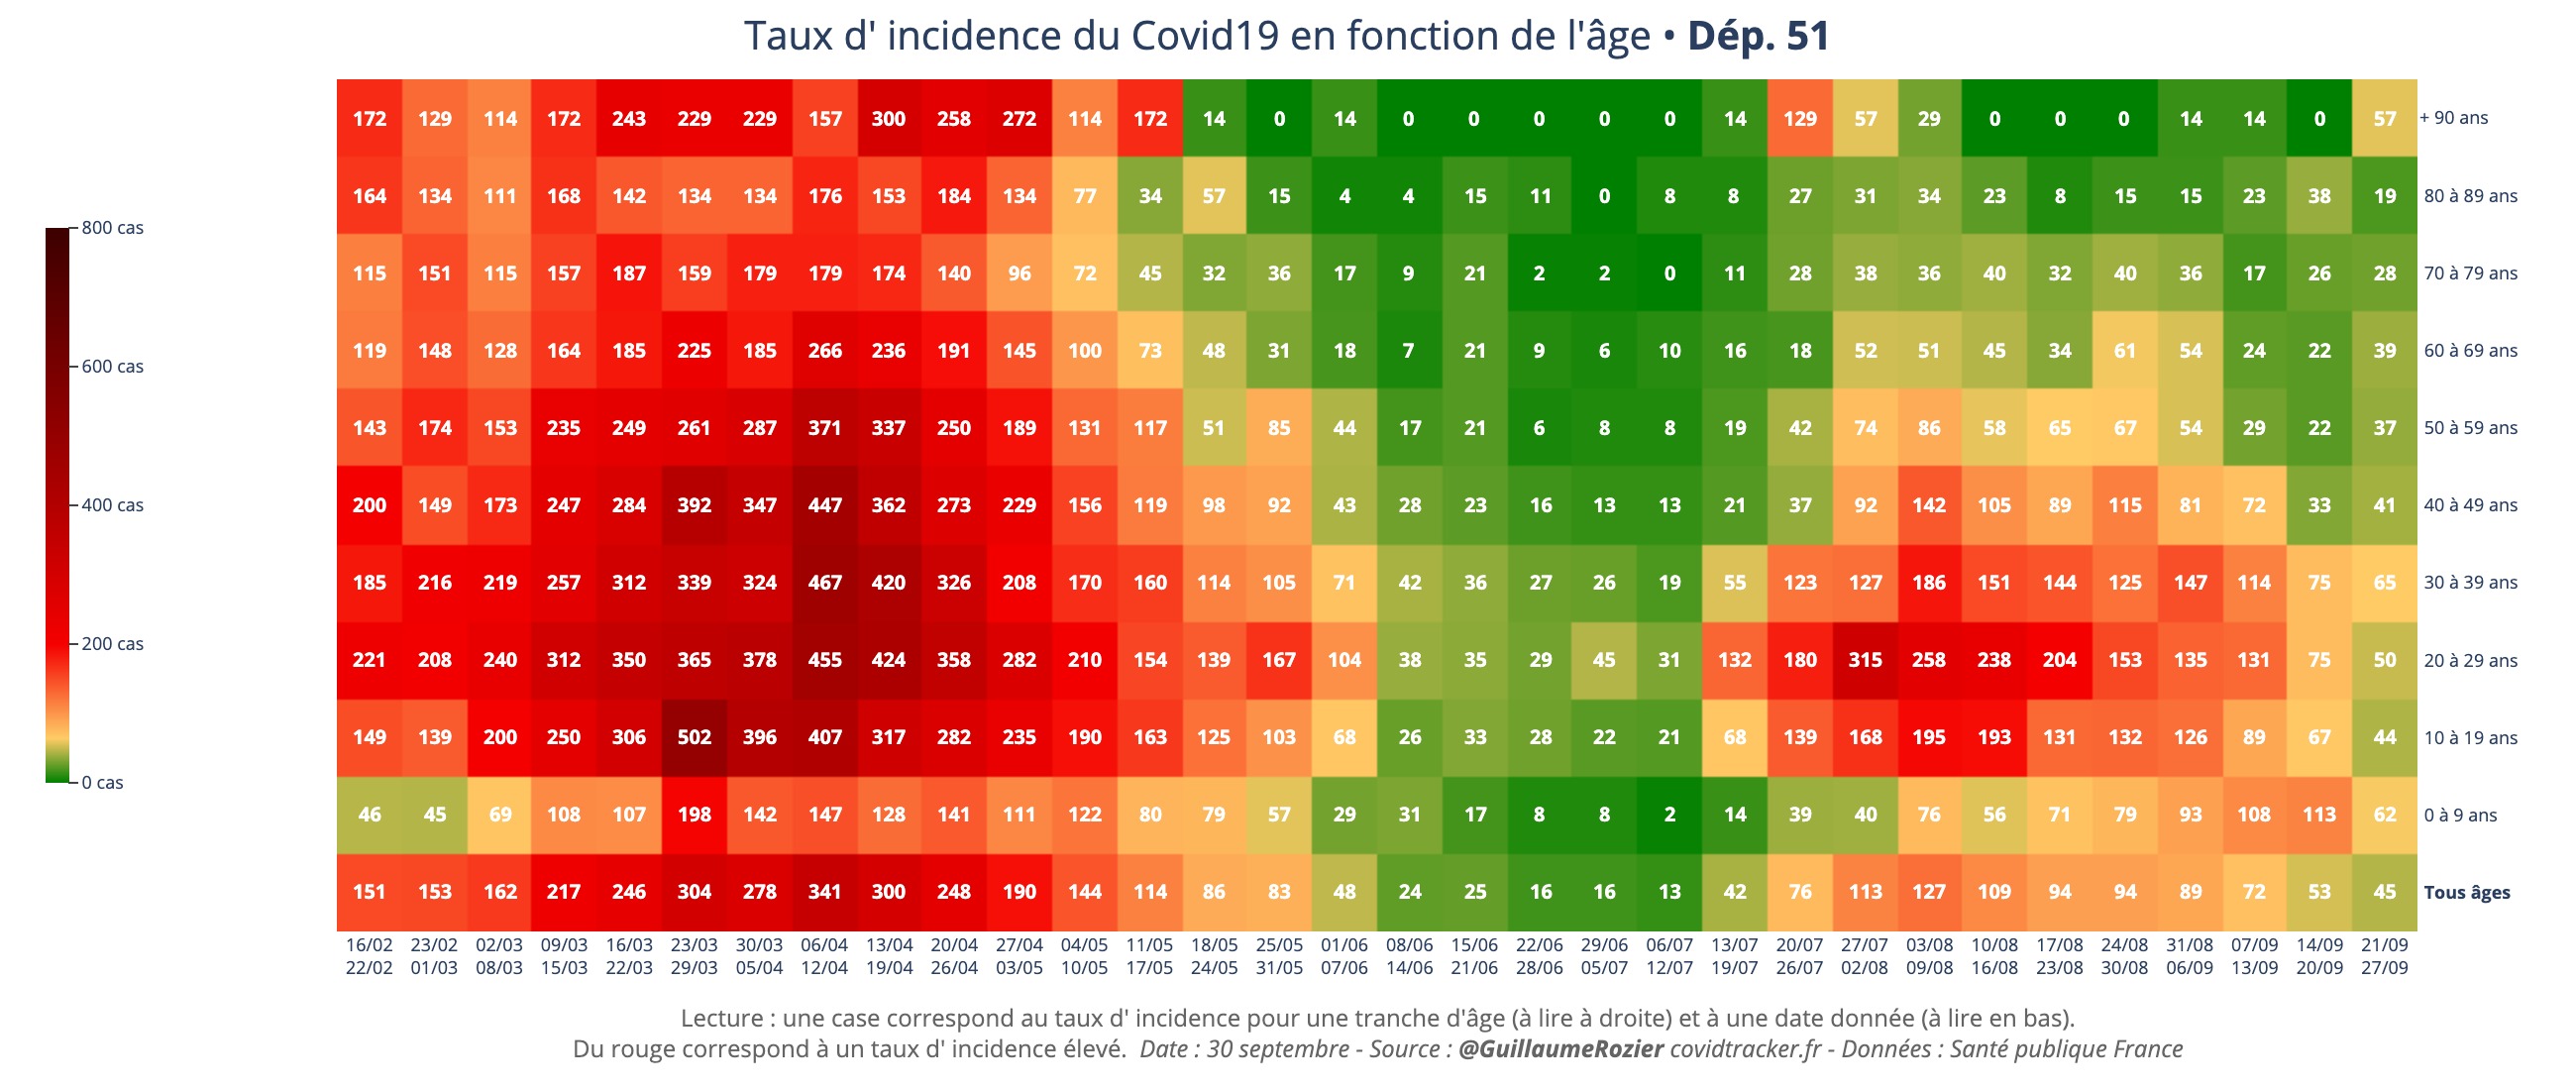 Taux d' incidence du Covid19 en fonction de l'âge • Dép. 51
172 129 114 172 243 229 229 157 300 258 272 114 172 14 0 14 0 0 0 0 0 14 129 57 29 0 0 0 14 14 0 57 + 90 ans
164 134 111 168 142 134 134 176 153 184 134 77 34 57 15 4 4 15 11 0 8 8 27 31 34 23 8 15 15 23 38 19 80 à 89 ans
800 cas
115 151 115 157 187 159 179 179 174 140 96 72 45 32 36 17 9 21 2 2 0 11 28 38 36 40 32 40 36 17 26 28 70 à 79 ans
119 148 128 164 185 225 185 266 236 191 145 100 73 48 31 18 7 21 9 6 10 16 18 52 51 45 34 61 54 24 22 39 60 à 69 ans
600 cas
143 174 153 235 249 261 287 371 337 250 189 131 117 51 85 44 17 21 6 8 8 19 42 74 86 58 65 67 54 29 22 37 50 à 59 ans
400 cas
200 149 173 247 284 392 347 447 362 273 229 156 119 98 92 43 28 23 16 13 13 21 37 92 142 105 89 115 81 72 33 41 40 à 49 ans
185 216 219 257 312 339 324 467 420 326 208 170 160 114 105 71 42 36 27 26 19 55 123 127 186 151 144 125 147 114 75 65 30 à 39 ans
200 cas
221 208 240 312 350 365 378 455 424 358 282 210 154 139 167 104 38 35 29 45 31 132 180 315 258 238 204 153 135 131 75 50 20 à 29 ans
149 139 200 250 306 502 396 407 317 282 235 190 163 125 103 68 26 33 28 22 21 68 139 168 195 193 131 132 126 89 67 44 10 à 19 ans
0 cas
46 45 69 108 107 198 142 147 128 141 111 122 80 79 57 29 31 17 8 8 2 14 39 40 76 56 71 79 93 108 113 62 0 à 9 ans
151 153 162 217 246 304 278 341 300 248 190 144 114 86 83 48 24 25 16 16 13 42 76 113 127 109 94 94 89 72 53 45 Tous âges
16/02 23/02 02/03 09/03 16/03 23/03 30/03 06/04 13/04 20/04 27/04 04/05 11/05 18/05 25/05 01/06 08/06 15/06 22/06 29/06 06/07 13/07 20/07 27/07 03/08 10/08 17/08 24/08 31/08 07/09 14/09 21/09
22/02 01/03 08/03 15/03 22/03 29/03 05/04 12/04 19/04 26/04 03/05 10/05 17/05 24/05 31/05 07/06 14/06 21/06 28/06 05/07 12/07 19/07 26/07 02/08 09/08 16/08 23/08 30/08 06/09 13/09 20/09 27/09
Lecture : une case correspond au taux d' incidence pour une tranche d'âge (à lire à droite) et à une date donnée (à lire en bas).
Du rouge correspond à un taux d' incidence élevé. Date : 30 septembre - Source : @GuillaumeRozier covidtracker.fr - Données : Santé publique France